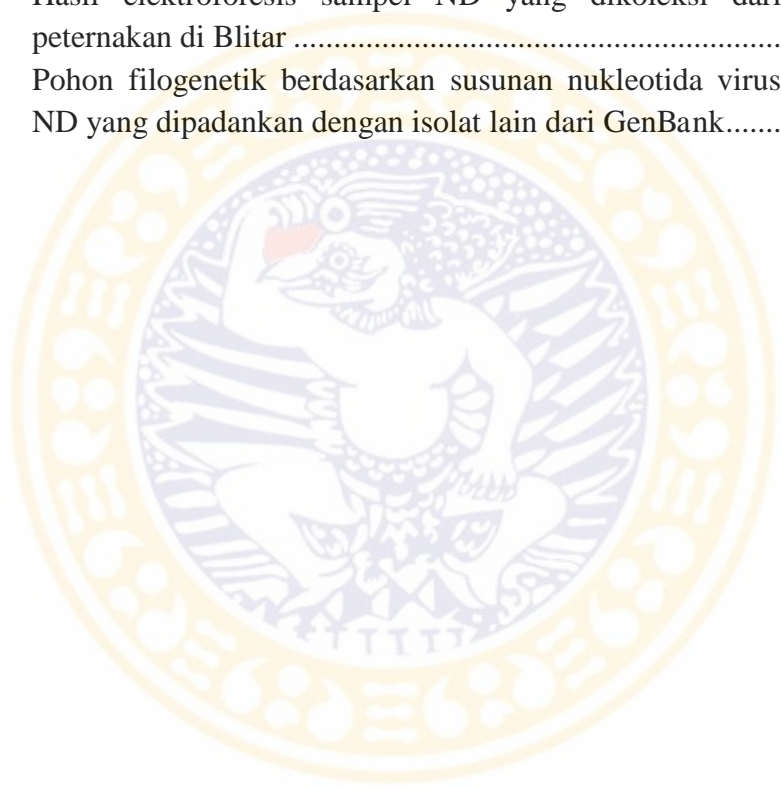 Hasil elektroforesis sampel ND yang dikoleksi dari
peternakan di Blitar ......................................................
Pohon filogenetik berdasarkan susunan nukleotida virus
ND yang dipadankan dengan isolat lain dari GenBank.......